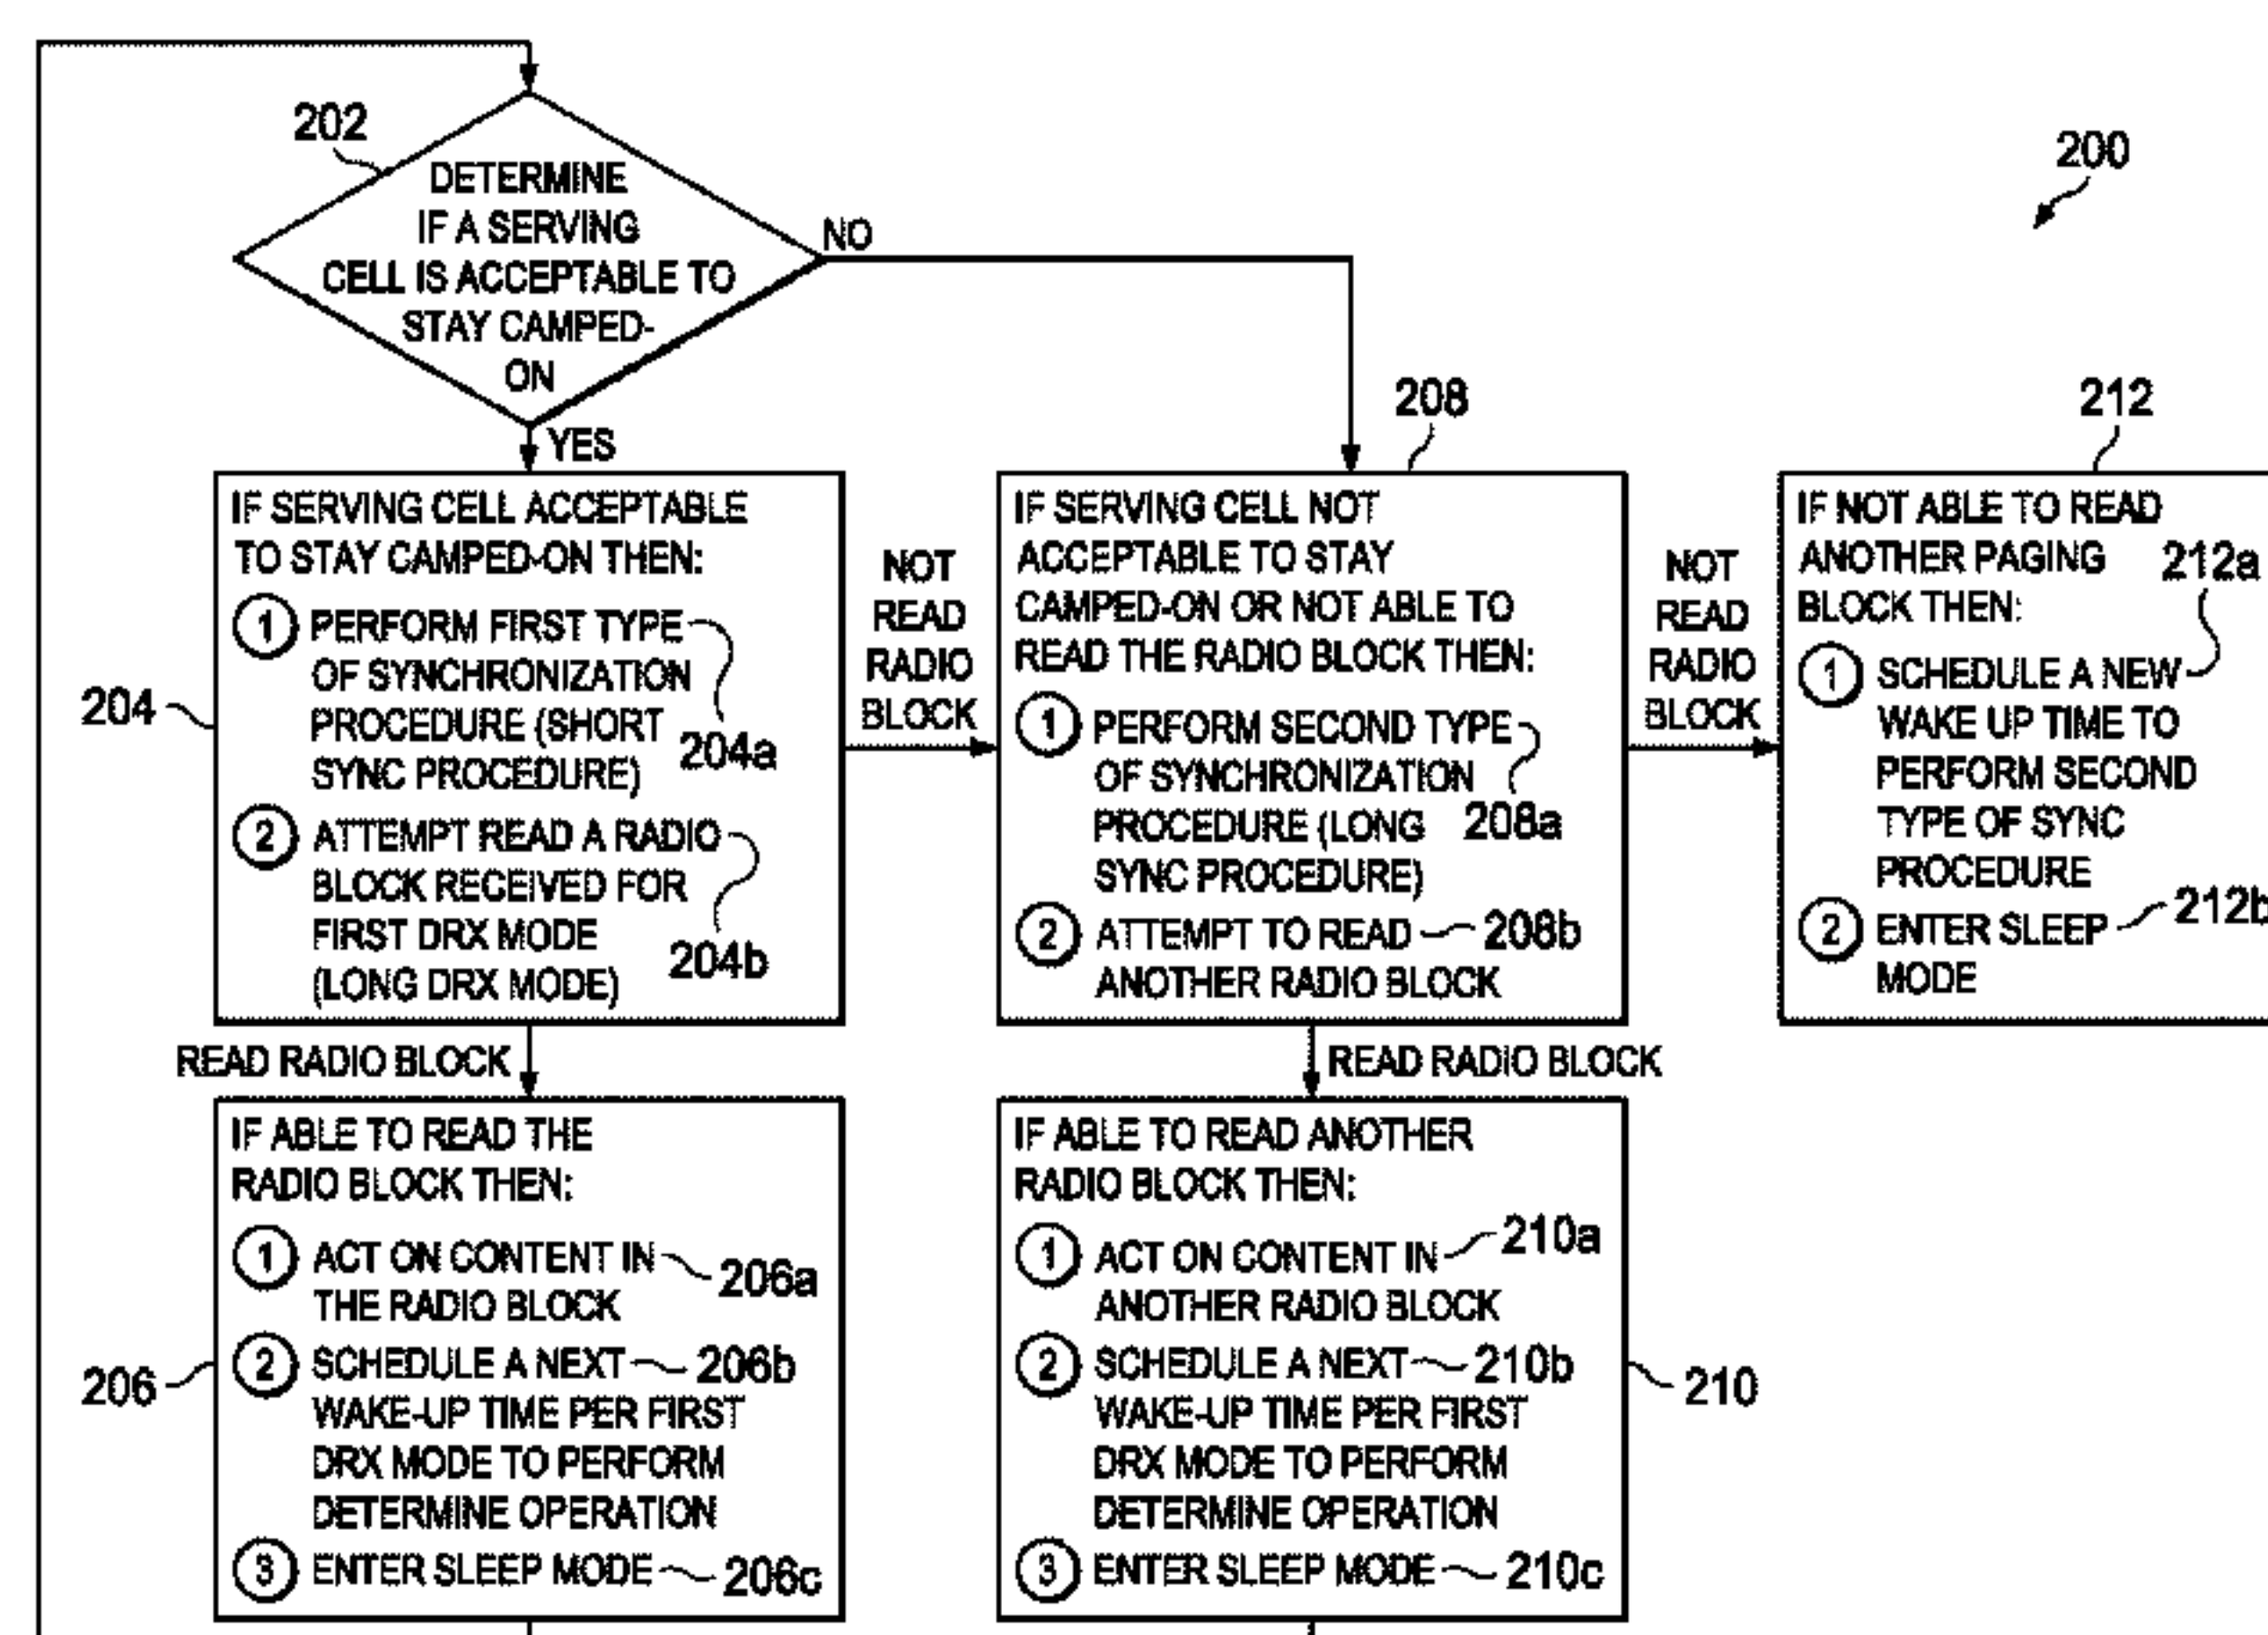 200
202
DETERMINE
IF A SERVING
CELL IS ACCEPTABLE TO
STAY CAMPED-
ON
NO
YES
204
IF SERVING CELL ACCEPTABLE
TO STAY CAMPED-ON THEN:
1 PERFORM FIRST TYPE
OF SYNCHRONIZATION
PROCEDURE (SHORT 204a
SYNC PROCEDURE)
2 ATTEMPT READ A RADIO
BLOCK RECEIVED FOR
FIRST DRX MODE
(LONG DRX MODE) 204b
NOT
READ
RADIO
BLOCK
208
IF SERVING CELL NOT
ACCEPTABLE TO STAY
CAMPED-ON OR NOT ABLE TO
READ THE RADIO BLOCK THEN:
1 PERFORM SECOND TYPE
OF SYNCHRONIZATION
PROCEDURE (LONG 208a
SYNC PROCEDURE)
2 ATTEMPT TO READ 208b
ANOTHER RADIO BLOCK
NOT
READ
RADIO
BLOCK
212
IF NOT ABLE TO READ
ANOTHER PAGING 212a
BLOCK THEN:
1 SCHEDULE A NEW
WAKE UP TIME TO
PERFORM SECOND
TYPE OF SYNC
PROCEDURE
2 ENTER SLEEP 212b
MODE
READ RADIO BLOCK
206
IF ABLE TO READ THE
RADIO BLOCK THEN:
1 ACT ON CONTENT IN 206a
THE RADIO BLOCK
2 SCHEDULE A NEXT 206b
WAKE-UP TIME PER FIRST
DRX MODE TO PERFORM
DETERMINE OPERATION
3 ENTER SLEEP MODE 206c
READ RADIO BLOCK
IF ABLE TO READ ANOTHER
RADIO BLOCK THEN:
1 ACT ON CONTENT IN 210a
ANOTHER RADIO BLOCK
2 SCHEDULE A NEXT 210b
WAKE-UP TIME PER FIRST
DRX MODE TO PERFORM
DETERMINE OPERATION
3 ENTER SLEEP MODE 210c
210